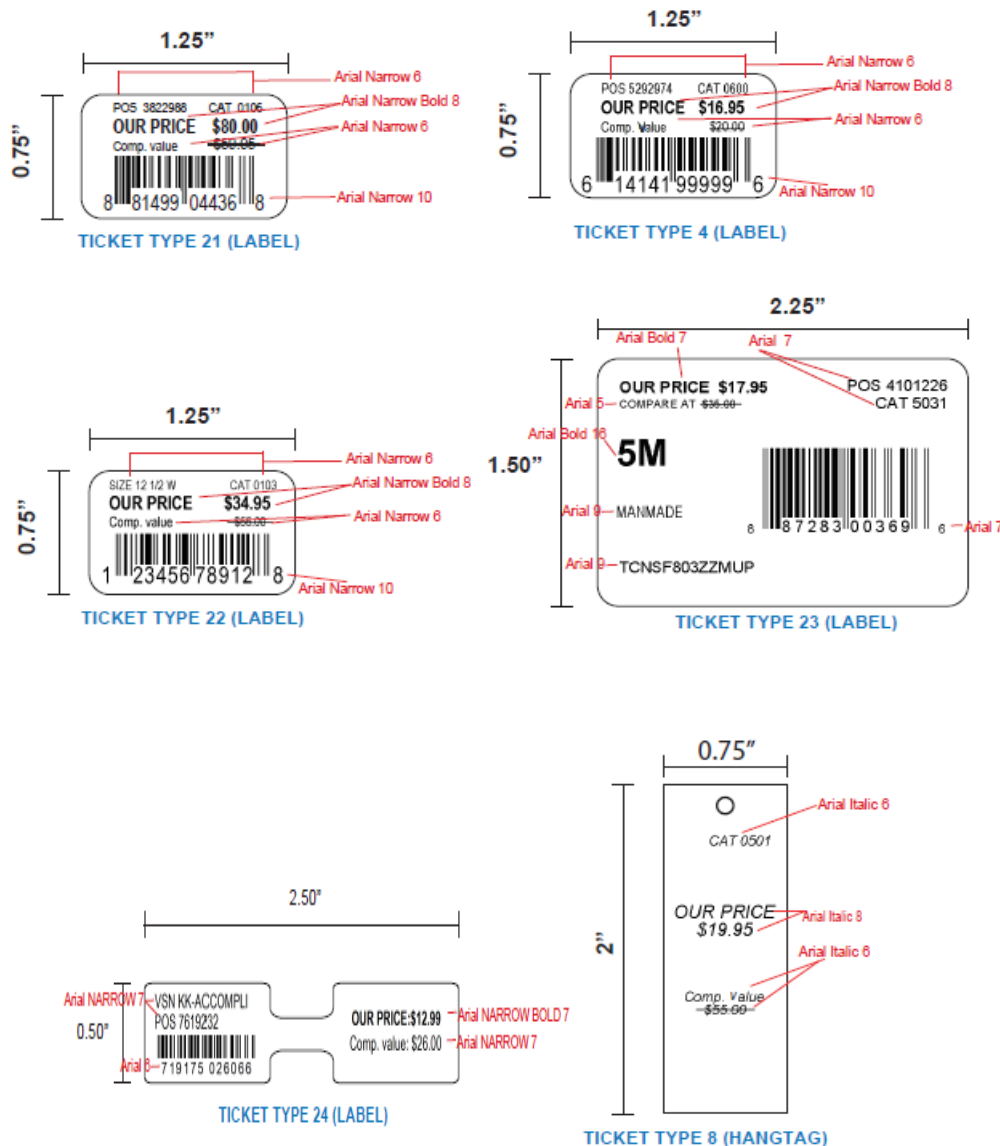 1.25”
0.75”
Arial Narrow 6
Arial Narrow Bold 8
Arial Narrow 6
Arial Narrow 10
POS 3822988 CAT 0106
OUR PRICE $80.00
Comp. value
8 81499 04436 8
TICKET TYPE 21 (LABEL)
1.25”
0.75”
Arial Narrow 6
Arial Narrow Bold 8
Arial Narrow 6
Arial Narrow 10
POS 5292974 CAT 0600
OUR PRICE $16.95
Comp. Value $20.00
6 14141 99999 6
TICKET TYPE 4 (LABEL)
1.25”
0.75”
Arial Narrow 6
Arial Narrow Bold 8
Arial Narrow 6
Arial Narrow 10
SIZE 12 1/2 W CAT 0103
OUR PRICE $34.95
Comp. value $56.00
1 23456 78912 8
TICKET TYPE 22 (LABEL)
2.25”
1.50”
Arial Bold 7
Arial 7
OUR PRICE $17.95
POS 4101226
Arial 5
COMPARE AT $35.00
CAT 5031
Arial Bold 16
5M
Arial 9
MANMADE
8 87283 00369 6
Arial 7
Arial 9
TCNSF803ZZMUP
TICKET TYPE 23 (LABEL)
2.50”
0.50”
Arial NARROW 7
VSN KK-ACCOMPLI
POS 7619232
Arial 6
719175 026066
OUR PRICE:$12.99
Arial NARROW BOLD 7
Comp. value: $26.00
Arial NARROW 7
TICKET TYPE 24 (LABEL)
0.75”
2”
CAT 0501
Arial Italic 6
OUR PRICE
$19.95
Arial Italic 8
Arial Italic 6
Comp. Value
$55.00
TICKET TYPE 8 (HANGTAG)